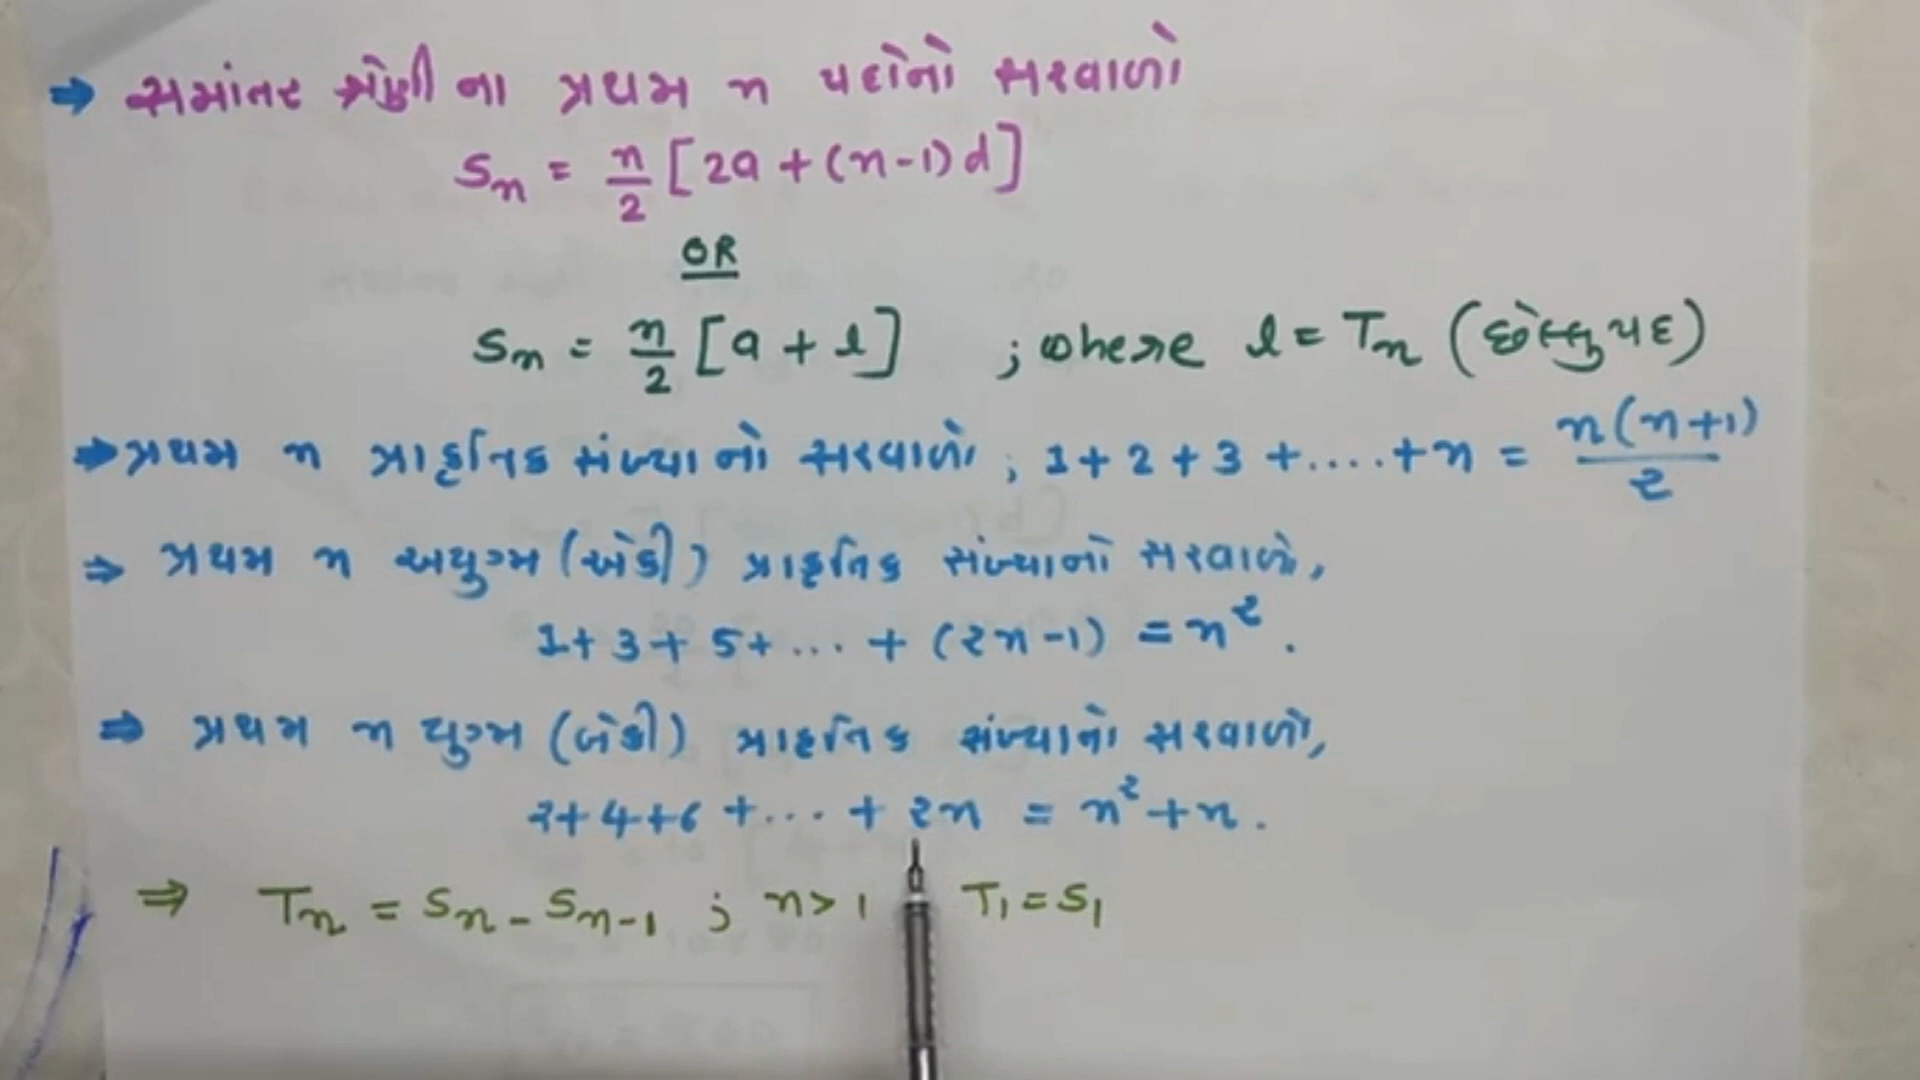 ⇒ સમાંતર શ્રેણી ના પ્રથમ n પદોનો સરવાળો
Sn = n/2 [2a + (n-1)d]
OR
Sn = n/2 [a + l] ; where l = Tn (છેલ્લુ પદ)
⇒ પ્રથમ n પ્રાકૃતિક સંખ્યાનો સરવાળો, 1 + 2 + 3 + .... + n = n(n+1)/2
⇒ પ્રથમ n અયુગ્મ (એકી) પ્રાકૃતિક સંખ્યાનો સરવાળો,
1 + 3 + 5 + ... + (2n-1) = n².
⇒ પ્રથમ n યુગ્મ (બેકી) પ્રાકૃતિક સંખ્યાનો સરવાળો,
2+4+6 + ... + 2n = n² + n.
⇒ Tn = Sn - Sn-1 ; n > 1 T1 = S1